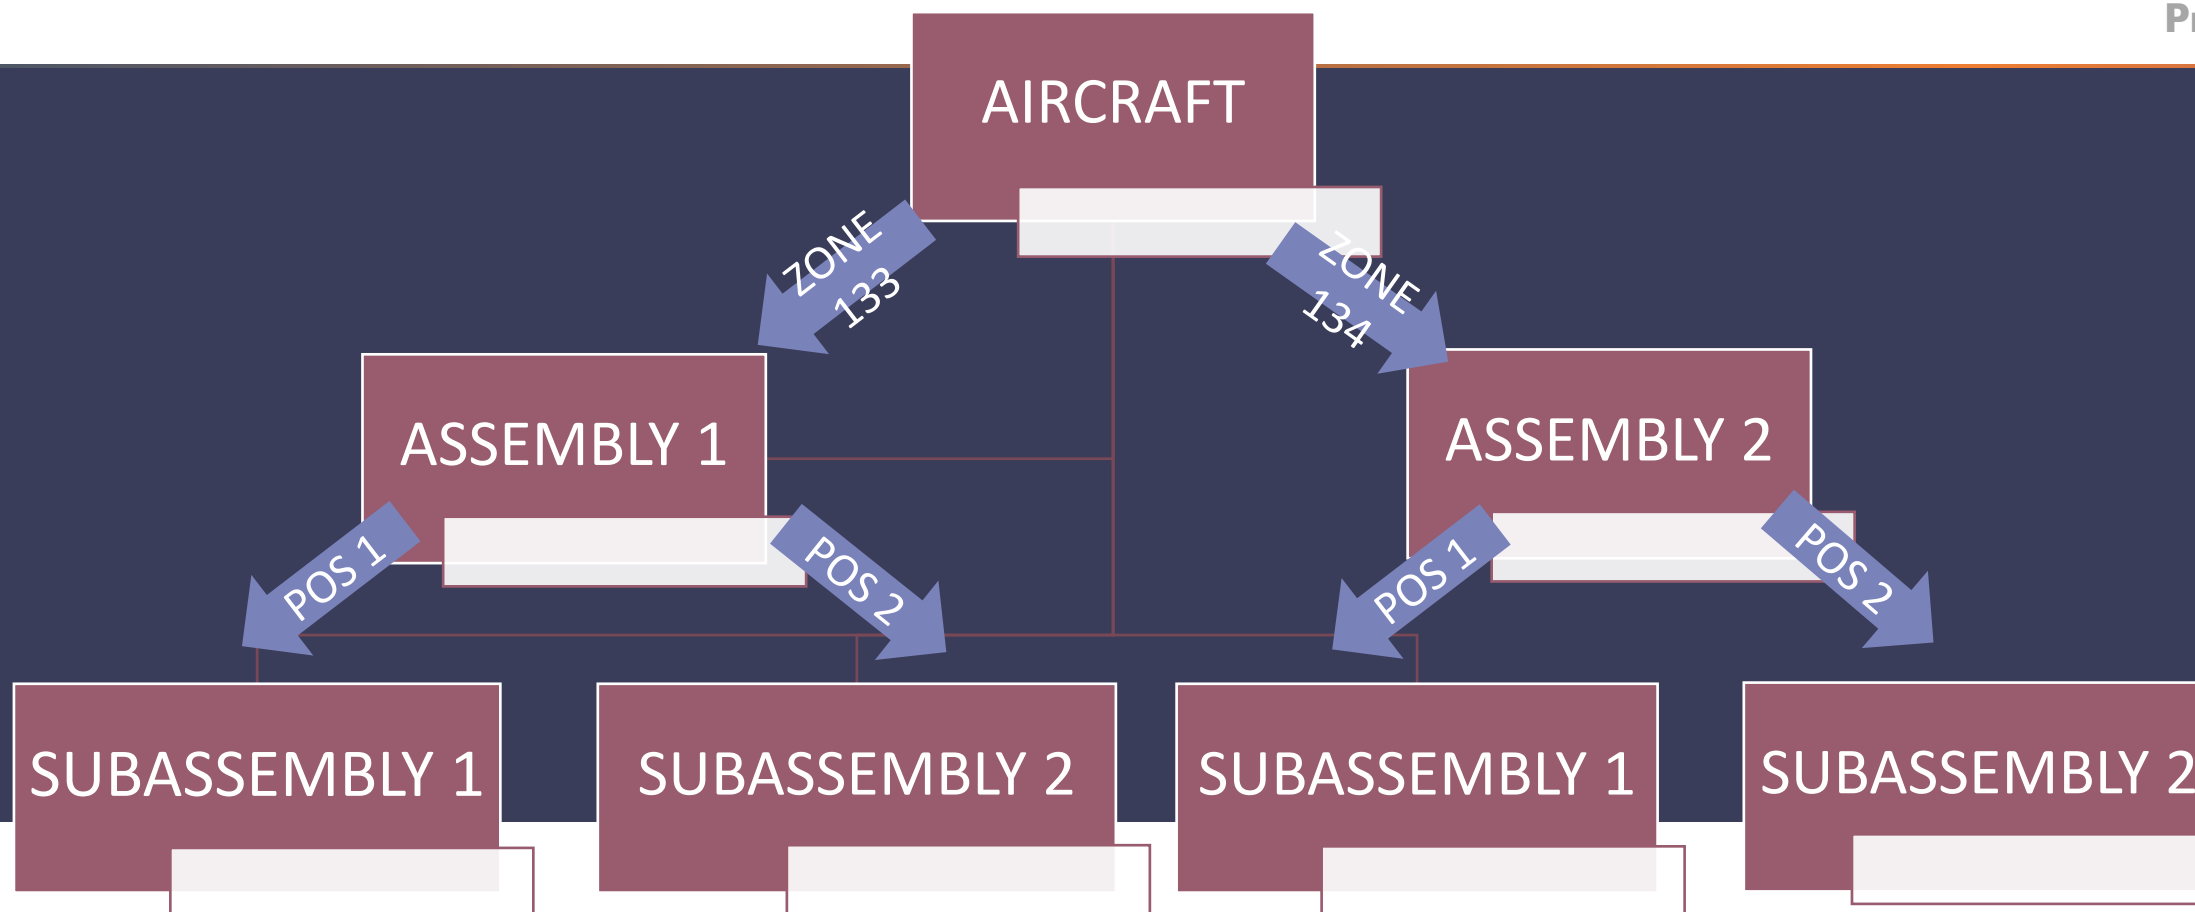 AIRCRAFT
ZONE
133
ZONE
134
ASSEMBLY 1
ASSEMBLY 2
POS 1
POS 2
POS 1
POS 2
SUBASSEMBLY 1
SUBASSEMBLY 2
SUBASSEMBLY 1
SUBASSEMBLY 2